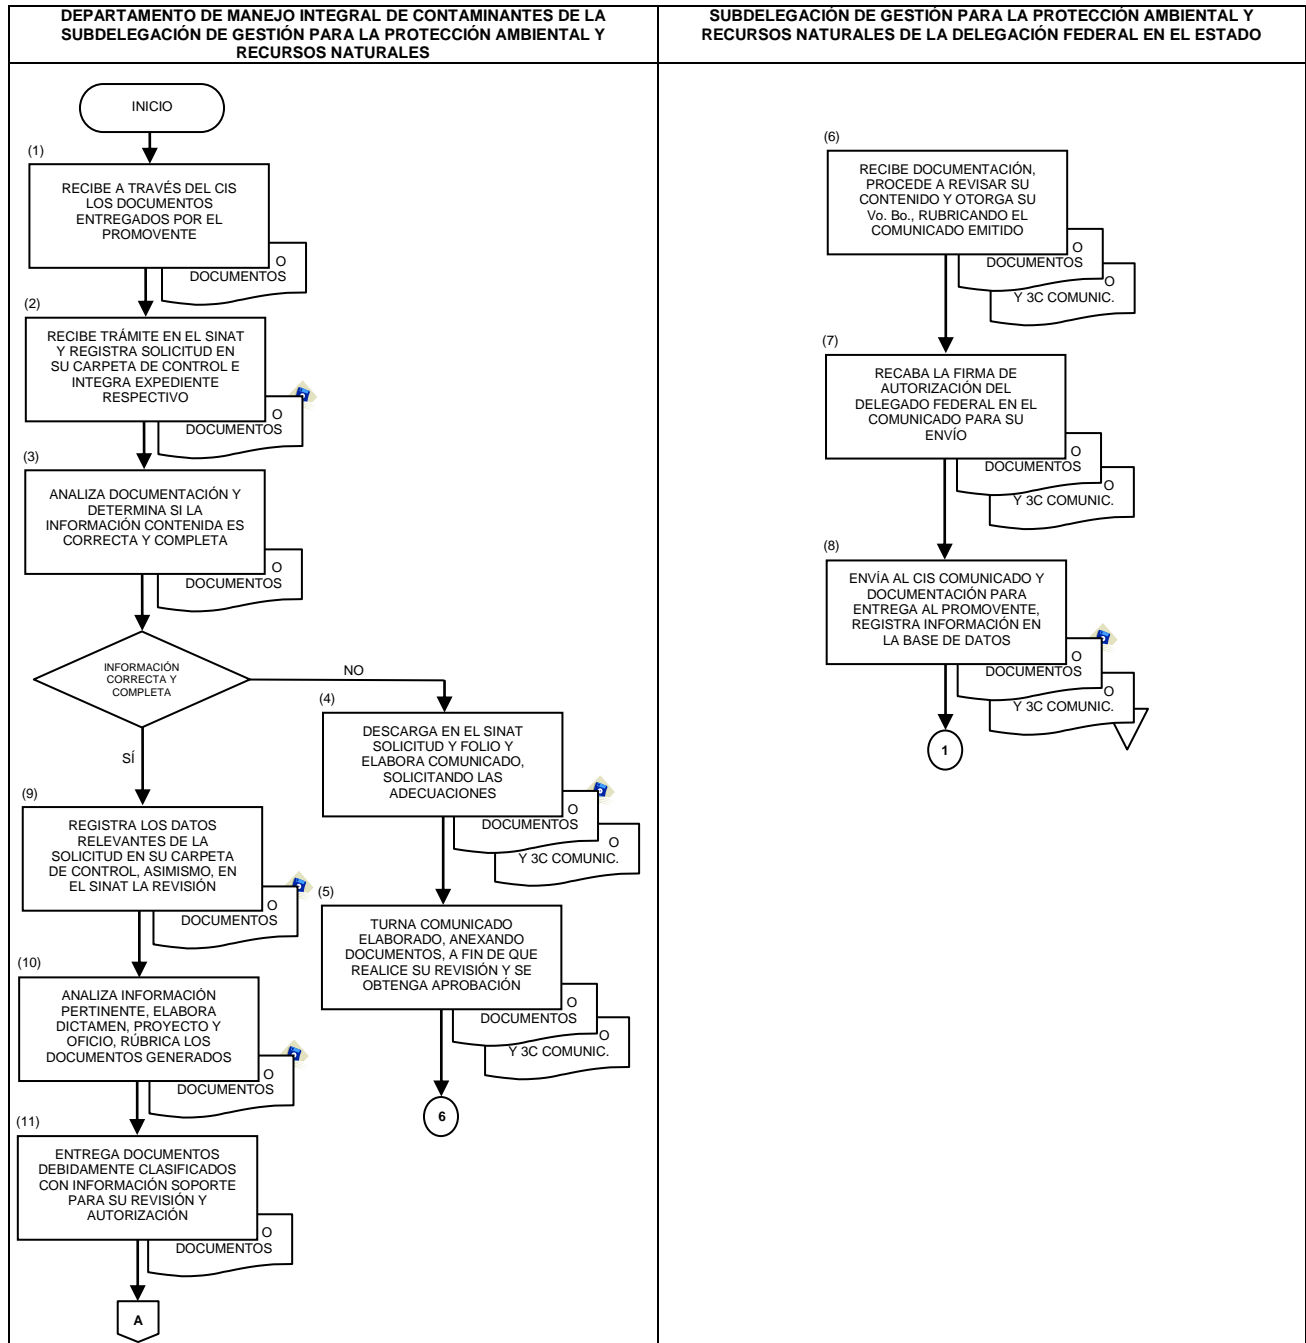 DEPARTAMENTO DE MANEJO INTEGRAL DE CONTAMINANTES DE LA
SUBDELEGACIÓN DE GESTIÓN PARA LA PROTECCIÓN AMBIENTAL Y
RECURSOS NATURALES
SUBDELEGACIÓN DE GESTIÓN PARA LA PROTECCIÓN AMBIENTAL Y
RECURSOS NATURALES DE LA DELEGACIÓN FEDERAL EN EL ESTADO
INICIO
(1)
RECIBE A TRAVÉS DEL CIS
LOS DOCUMENTOS
ENTREGADOS POR EL
PROMOVENTE
O
DOCUMENTOS
(2)
RECIBE TRÁMITE EN EL SINAT
Y REGISTRA SOLICITUD EN
SU CARPETA DE CONTROL E
INTEGRA EXPEDIENTE
RESPECTIVO
O
DOCUMENTOS
(3)
ANALIZA DOCUMENTACIÓN Y
DETERMINA SI LA
INFORMACIÓN CONTENIDA ES
CORRECTA Y COMPLETA
O
DOCUMENTOS
INFORMACIÓN
CORRECTA Y
COMPLETA
NO
SÍ
(4)
DESCARGA EN EL SINAT
SOLICITUD Y FOLIO Y
ELABORA COMUNICADO,
SOLICITANDO LAS
ADECUACIONES
O
DOCUMENTOS
O
Y 3C COMUNIC.
(5)
TURNA COMUNICADO
ELABORADO, ANEXANDO
DOCUMENTOS, A FIN DE QUE
REALICE SU REVISIÓN Y SE
OBTENGA APROBACIÓN
O
DOCUMENTOS
O
Y 3C COMUNIC.
6
(9)
REGISTRA LOS DATOS
RELEVANTES DE LA
SOLICITUD EN SU CARPETA
DE CONTROL, ASIMISMO, EN
EL SINAT LA REVISIÓN
O
DOCUMENTOS
(10)
ANALIZA INFORMACIÓN
PERTINENTE, ELABORA
DICTAMEN, PROYECTO Y
OFICIO, RÚBRICA LOS
DOCUMENTOS GENERADOS
O
DOCUMENTOS
(11)
ENTREGA DOCUMENTOS
DEBIDAMENTE CLASIFICADOS
CON INFORMACIÓN SOPORTE
PARA SU REVISIÓN Y
AUTORIZACIÓN
O
DOCUMENTOS
A
(6)
RECIBE DOCUMENTACIÓN,
PROCEDE A REVISAR SU
CONTENIDO Y OTORGA SU
Vo. Bo., RUBRICANDO EL
COMUNICADO EMITIDO
O
DOCUMENTOS
O
Y 3C COMUNIC.
(7)
RECABA LA FIRMA DE
AUTORIZACIÓN DEL
DELEGADO FEDERAL EN EL
COMUNICADO PARA SU
ENVÍO
O
DOCUMENTOS
O
Y 3C COMUNIC.
(8)
ENVÍA AL CIS COMUNICADO Y
DOCUMENTACIÓN PARA
ENTREGA AL PROMOVENTE,
REGISTRA INFORMACIÓN EN
LA BASE DE DATOS
O
DOCUMENTOS
O
Y 3C COMUNIC.
1